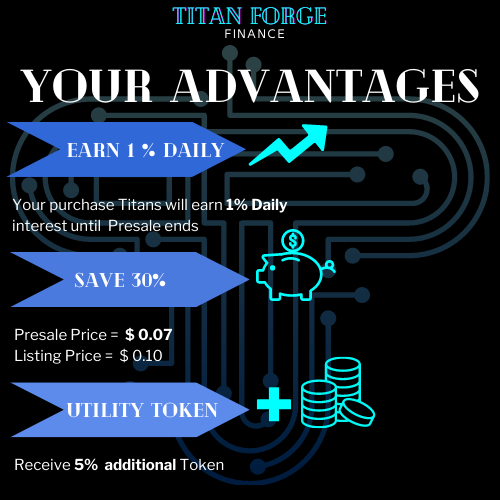 TITAN FORGE
FINANCE
YOUR ADVANTAGES
EARN 1 % DAILY
Your purchase Titans will earn 1% Daily
interest until Presale ends
SAVE 30%
Presale Price = $ 0.07
Listing Price = $ 0.10
UTILITY TOKEN
Receive 5% additional Token